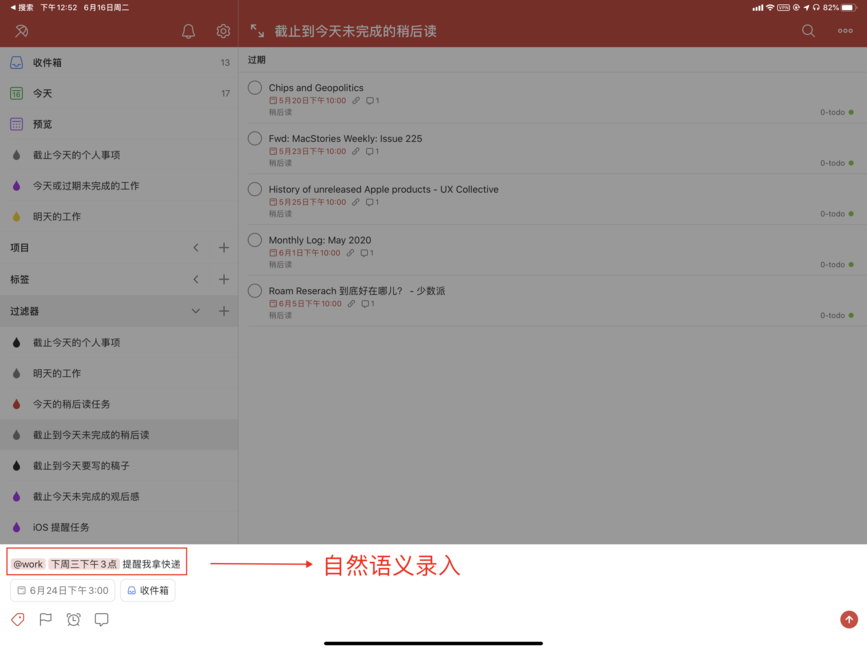 搜索 下午12:52 6月16日周二
VPN 82%
截止到今天未完成的稍后读
收件箱 13
16 今天 17
预览
截止今天的个人事项
今天或过期未完成的工作
明天的工作
项目
标签
过滤器
截止今天的个人事项
明天的工作
今天的稍后读任务
截止到今天未完成的稍后读
截止到今天要写的稿子
截止今天未完成的观后感
iOS 提醒任务
过期
Chips and Geopolitics
5月20日下午10:00 1
稍后读 0-todo
Fwd: MacStories Weekly: Issue 225
5月23日下午10:00 1
稍后读 0-todo
History of unreleased Apple products - UX Collective
5月25日下午10:00 1
稍后读 0-todo
Monthly Log: May 2020
6月1日下午10:00 1
稍后读 0-todo
Roam Reserach 到底好在哪儿？ - 少数派
6月5日下午10:00 1
稍后读 0-todo
@work 下周三下午3点 提醒我拿快递
自然语义录入
6月24日下午3:00 收件箱